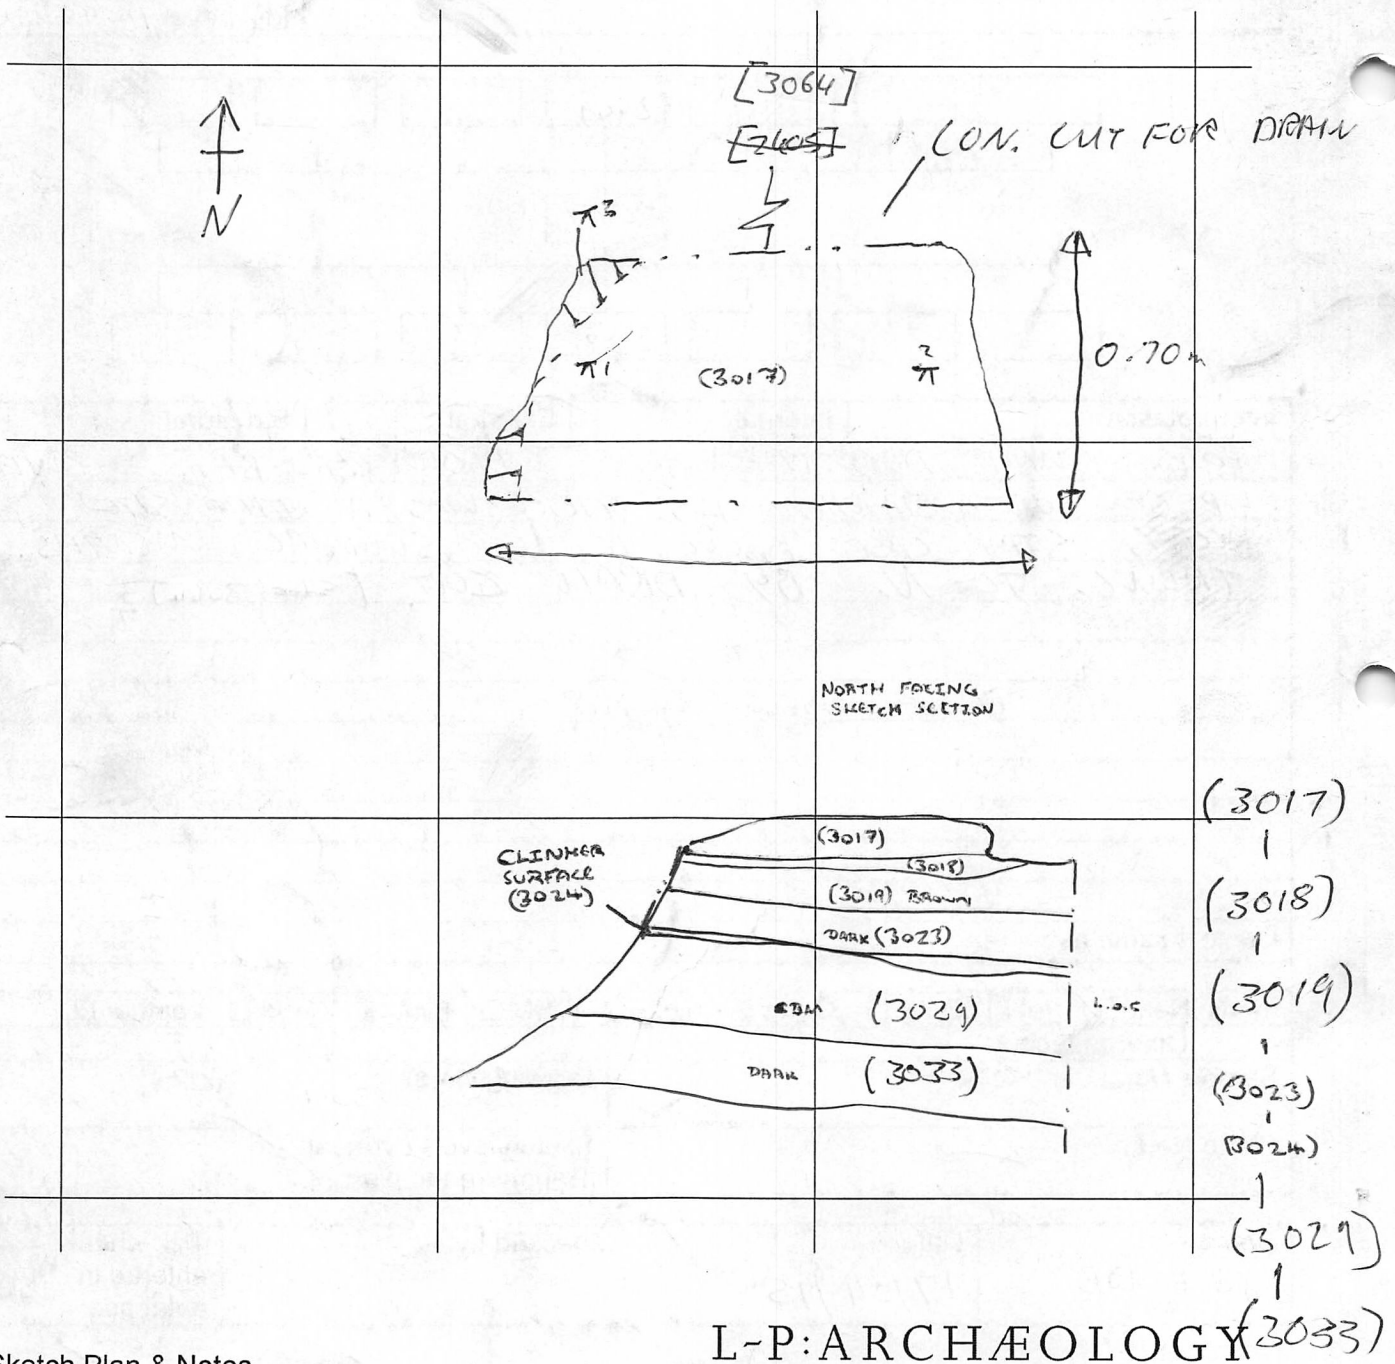 [3064]
[2605]
CON. CUT FOR DRAIN
N
⊼3
⊼1
(3017)
2
⊼
0.70m
NORTH FACING
SKETCH SECTION
CLINKER
SURFACE
(3024)
(3017)
(3018)
(3019) BROWN
DARK (3023)
CBM (3029)
L.O.E
DARK (3033)
(3017)
(3018)
(3019)
(3023)
(3024)
(3029)
(3033)
L-P:ARCHÆOLOGY
Sketch Plan & Notes